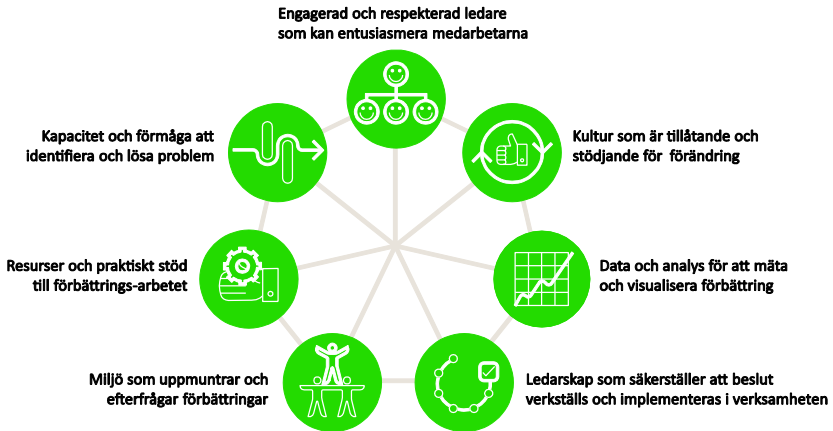 Engagerad och respekterad ledare
som kan entusiasmera medarbetarna
Kapacitet och förmåga att
identifiera och lösa problem
Kultur som är tillåtande och
stödjande för  förändring
Resurser och praktiskt stöd
till förbättrings-arbetet
Data och analys för att mäta
och visualisera förbättring
Miljö som uppmuntrar och
efterfrågar förbättringar
Ledarskap som säkerställer att beslut
verkställs och implementeras i verksamheten